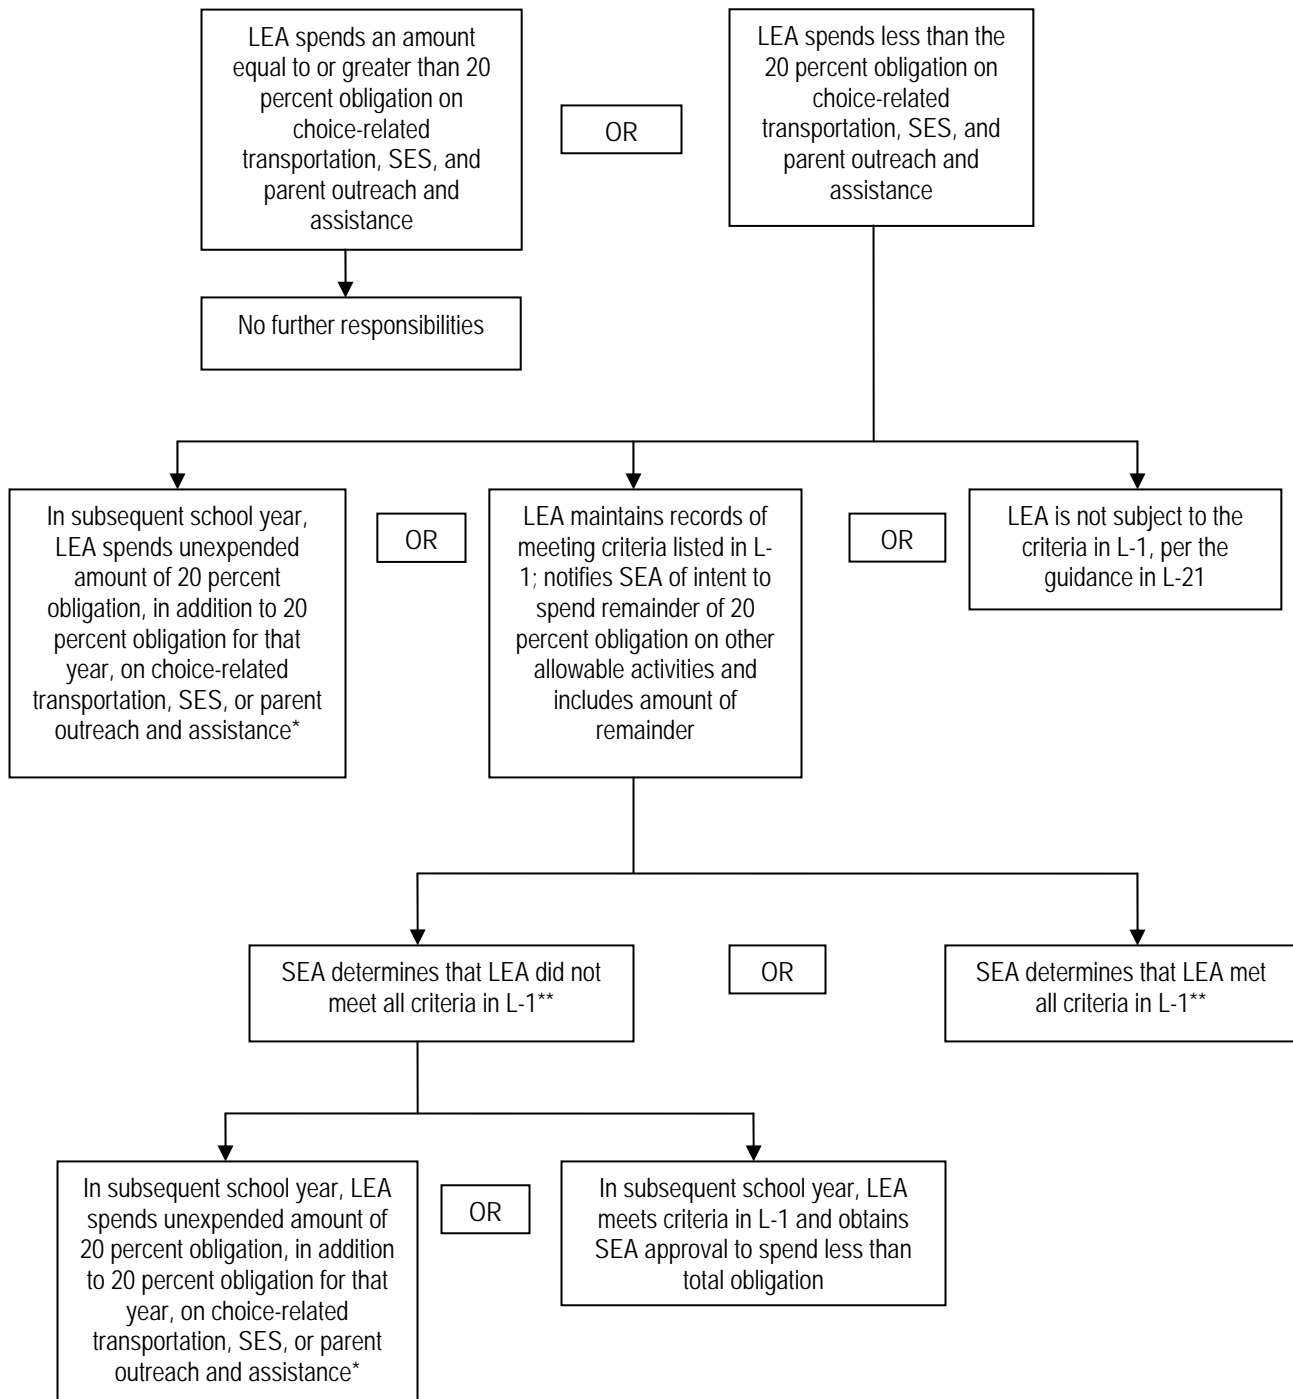 LEA spends an amount
equal to or greater than 20
percent obligation on
choice-related
transportation, SES, and
parent outreach and
assistance
OR
LEA spends less than the
20 percent obligation on
choice-related
transportation, SES, and
parent outreach and
assistance
No further responsibilities
In subsequent school year,
LEA spends unexpended
amount of 20 percent
obligation, in addition to 20
percent obligation for that
year, on choice-related
transportation, SES, or parent
outreach and assistance*
OR
LEA maintains records of
meeting criteria listed in L-
1; notifies SEA of intent to
spend remainder of 20
percent obligation on other
allowable activities and
includes amount of
remainder
OR
LEA is not subject to the
criteria in L-1, per the
guidance in L-21
SEA determines that LEA did not
meet all criteria in L-1**
OR
SEA determines that LEA met
all criteria in L-1**
In subsequent school year, LEA
spends unexpended amount of
20 percent obligation, in addition
to 20 percent obligation for that
year, on choice-related
transportation, SES, or parent
outreach and assistance*
OR
In subsequent school year, LEA
meets criteria in L-1 and obtains
SEA approval to spend less than
total obligation